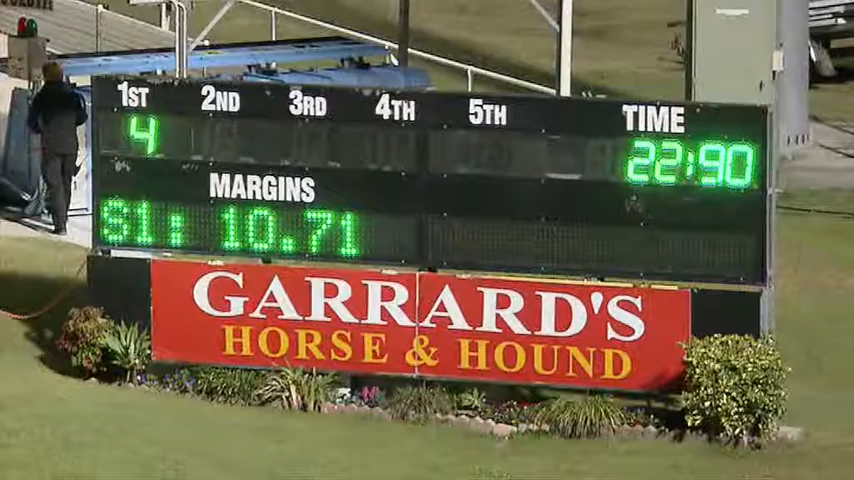 1ST 2ND 3RD 4TH 5TH TIME
4 22:90
MARGINS
S1: 10.71
GARRARD'S
HORSE & HOUND